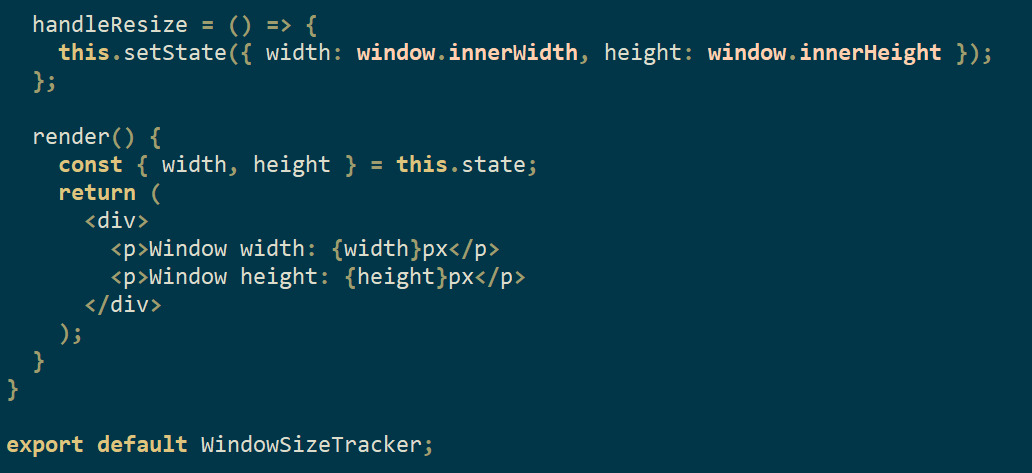 handleResize = () => {
this.setState({ width: window.innerWidth, height: window.innerHeight });
};
render() {
const { width, height } = this.state;
return (
<div>
<p>Window width: {width}px</p>
<p>Window height: {height}px</p>
</div>
);
}
}
export default WindowSizeTracker;